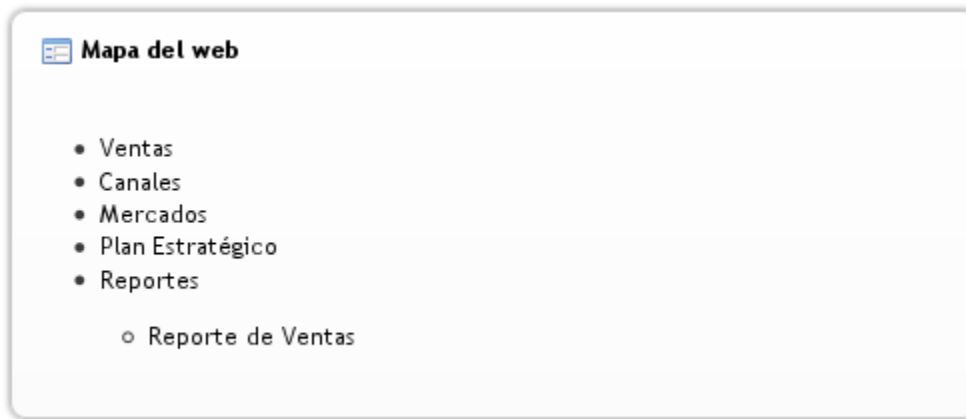 Mapa del web
Ventas
Canales
Mercados
Plan Estratégico
Reportes
Reporte de Ventas